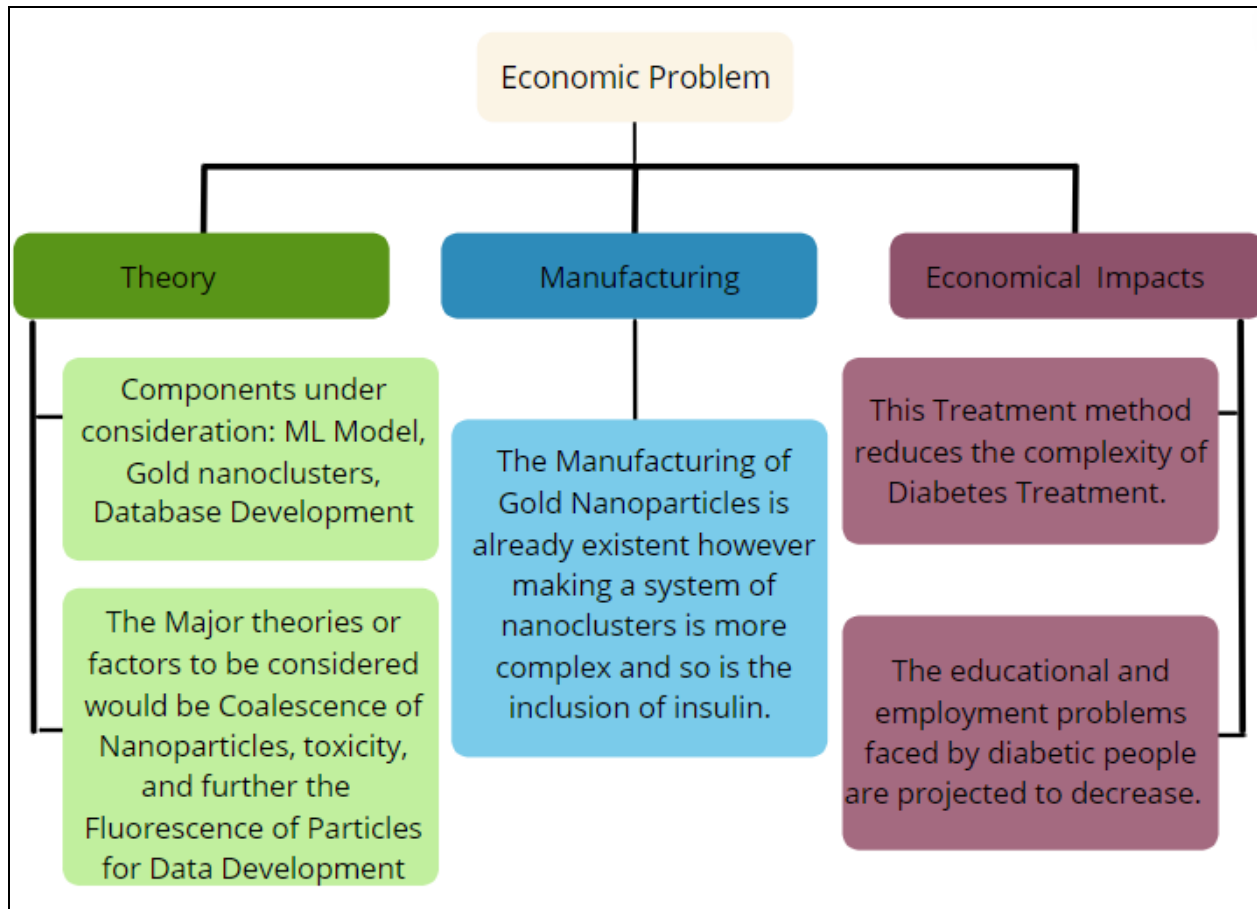 Economic Problem
Theory
Manufacturing
Economical Impacts
Components under
consideration: ML Model,
Gold nanoclusters,
Database Development
The Major theories or
factors to be considered
would be Coalescence of
Nanoparticles, toxicity,
and further the
Fluorescence of Particles
for Data Development
The Manufacturing of
Gold Nanoparticles is
already existent however
making a system of
nanoclusters is more
complex and so is the
inclusion of insulin.
This Treatment method
reduces the complexity of
Diabetes Treatment.
The educational and
employment problems
faced by diabetic people
are projected to decrease.